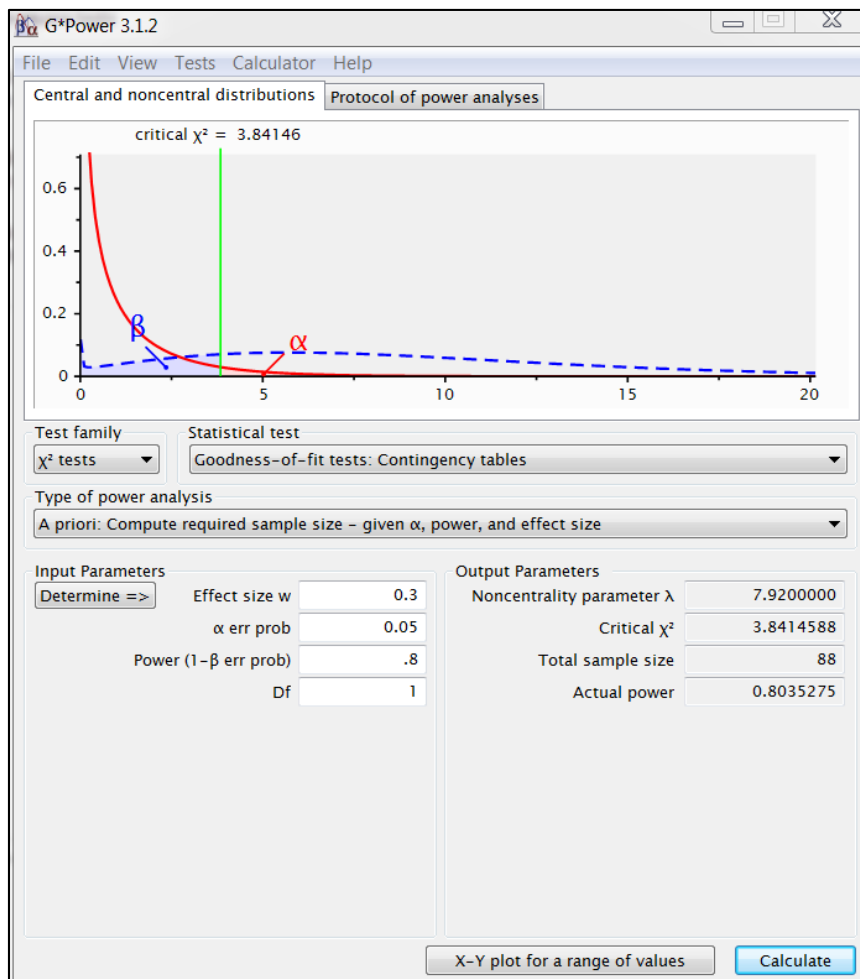 βα G*Power 3.1.2
File Edit View Tests Calculator Help
Central and noncentral distributions Protocol of power analyses
critical χ² = 3.84146
0.6
0.4
0.2
β
α
0
0 5 10 15 20
Test family Statistical test
χ² tests Goodness-of-fit tests: Contingency tables
Type of power analysis
A priori: Compute required sample size - given α, power, and effect size
Input Parameters Output Parameters
Determine => Effect size w 0.3 Noncentrality parameter λ 7.9200000
α err prob 0.05 Critical χ² 3.8414588
Power (1-β err prob) .8 Total sample size 88
Df 1 Actual power 0.8035275
X-Y plot for a range of values Calculate